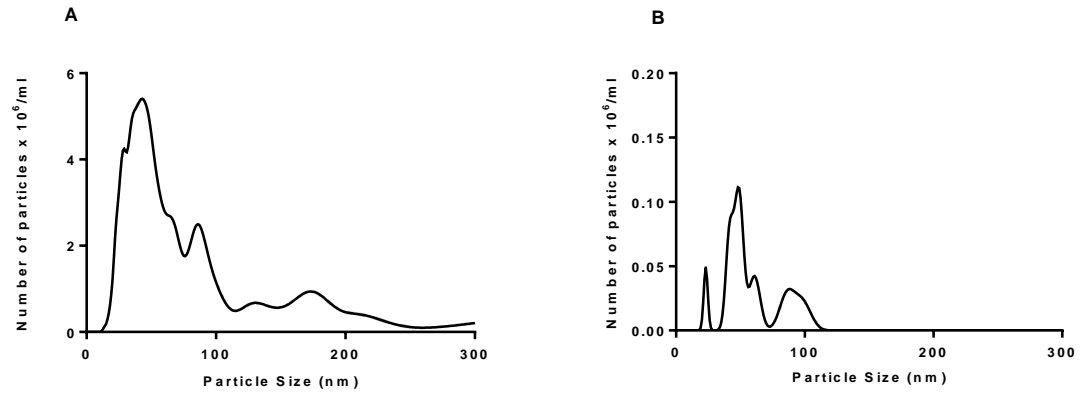 A
Number of particles x 10⁶/ml
6
4
2
0
0 100 200 300
Particle Size (nm)
B
Number of particles x 10⁶/ml
0.20
0.15
0.10
0.05
0.00
0 100 200 300
Particle Size (nm)